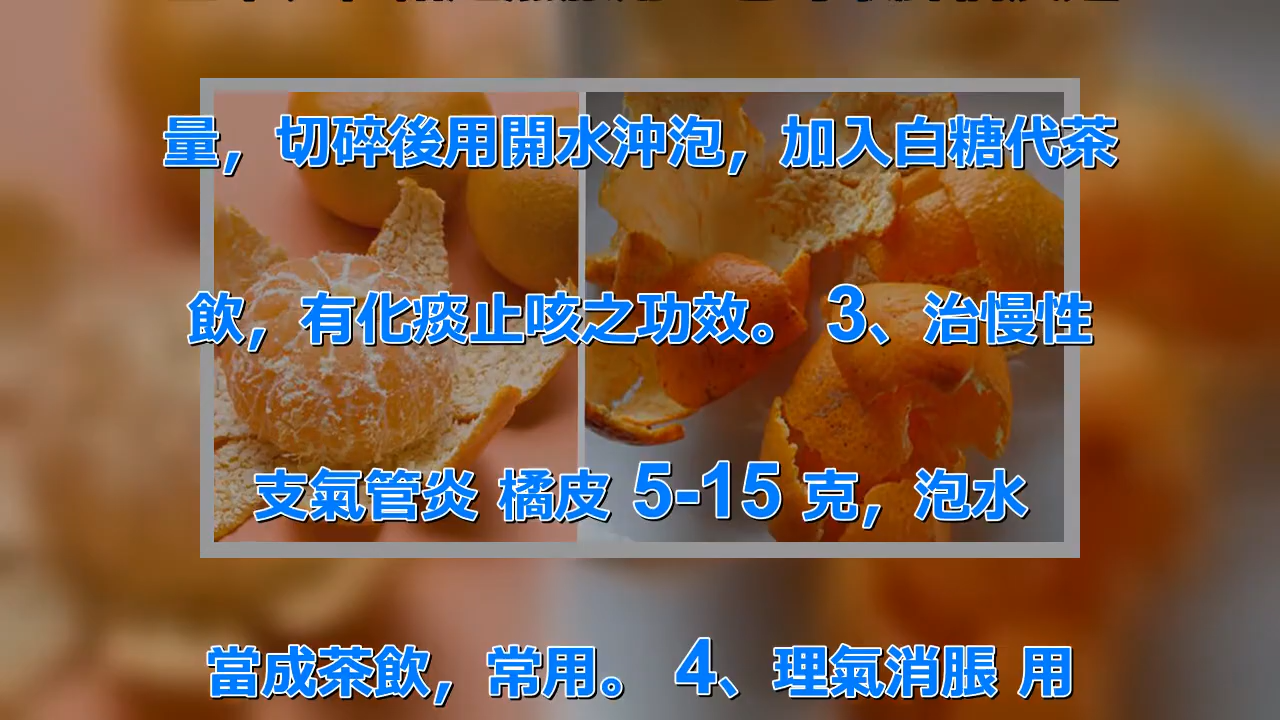 量，切碎後用開水沖泡，加入白糖代茶
飲，有化痰止咳之功效。 3、治慢性
支氣管炎 橘皮 5-15 克，泡水
當成茶飲，常用。 4、理氣消脹 用